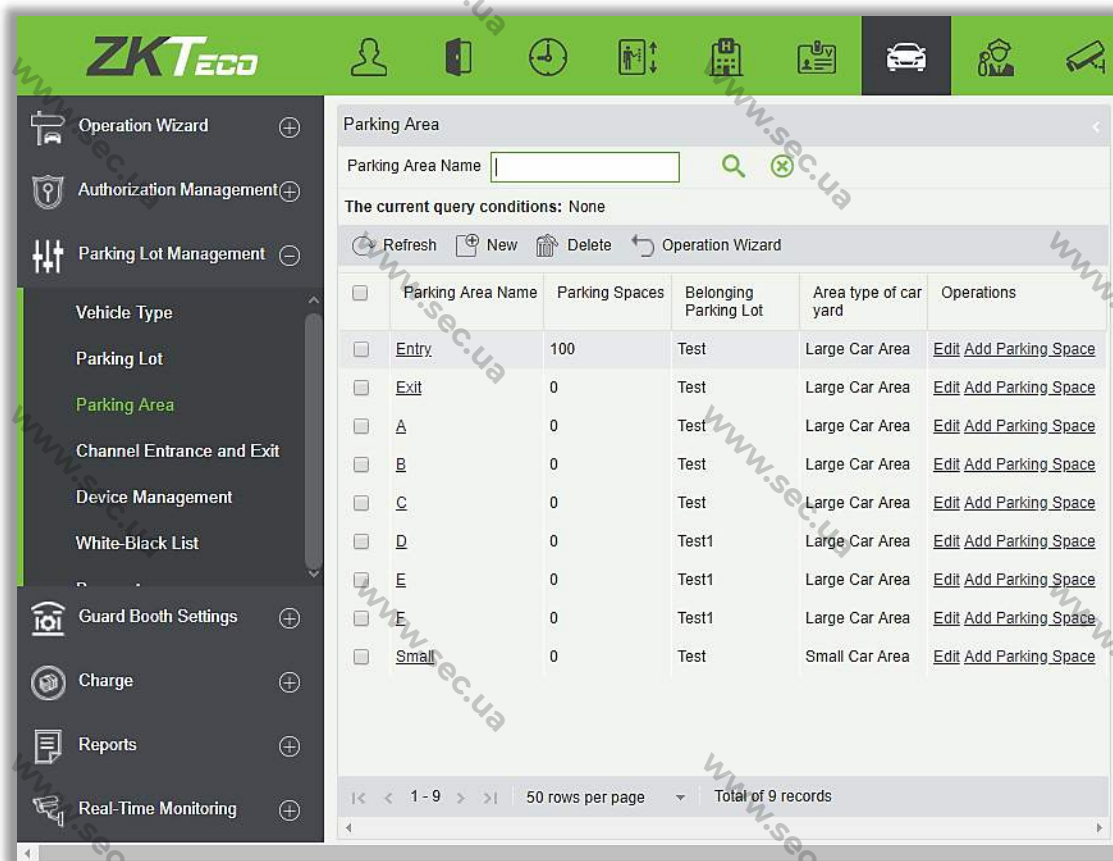 ZKTeco
Operation Wizard
Authorization Management
Parking Lot Management
Vehicle Type
Parking Lot
Parking Area
Channel Entrance and Exit
Device Management
White-Black List
Guard Booth Settings
Charge
Reports
Real-Time Monitoring
Parking Area
Parking Area Name
The current query conditions: None
Refresh New Delete Operation Wizard
Parking Area Name Parking Spaces Belonging Parking Lot Area type of car yard Operations
Entry 100 Test Large Car Area Edit Add Parking Space
Exit 0 Test Large Car Area Edit Add Parking Space
A 0 Test Large Car Area Edit Add Parking Space
B 0 Test Large Car Area Edit Add Parking Space
C 0 Test Large Car Area Edit Add Parking Space
D 0 Test1 Large Car Area Edit Add Parking Space
E 0 Test1 Large Car Area Edit Add Parking Space
F 0 Test1 Large Car Area Edit Add Parking Space
Small 0 Test Small Car Area Edit Add Parking Space
1 - 9 50 rows per page Total of 9 records
www.sec.ua